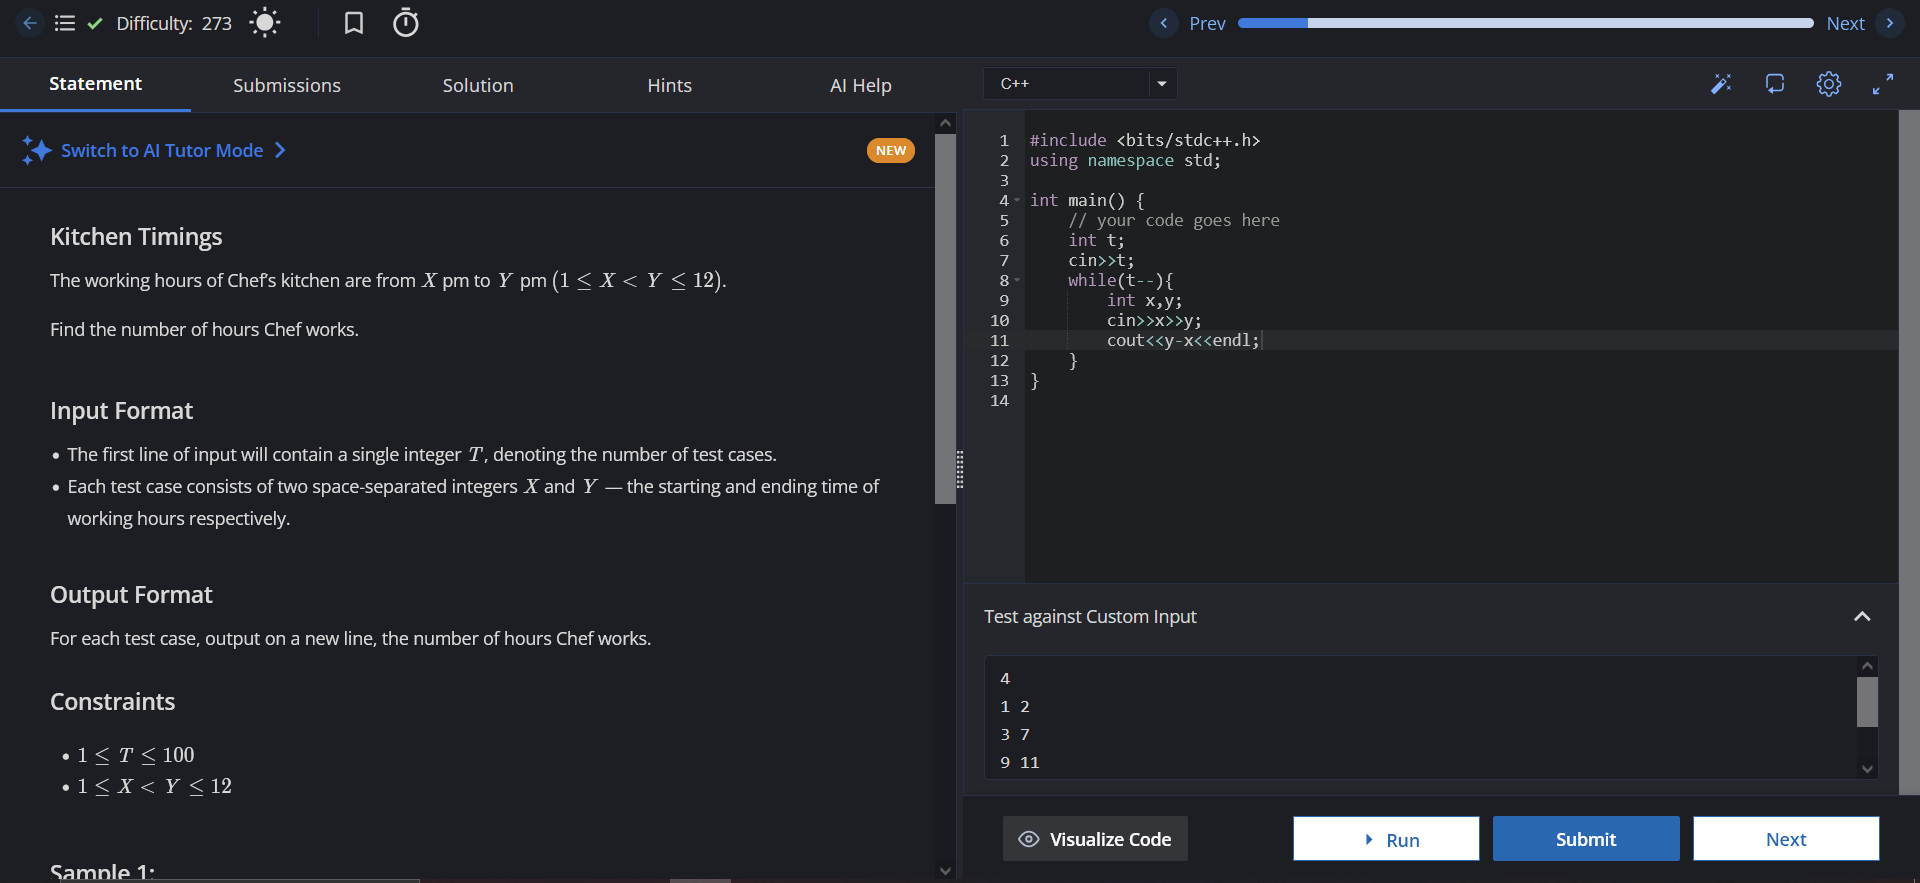 Difficulty: 273
Prev
Next
Statement
Submissions
Solution
Hints
AI Help
Switch to AI Tutor Mode
NEW
Kitchen Timings
The working hours of Chef's kitchen are from X pm to Y pm (1 ≤ X < Y ≤ 12).
Find the number of hours Chef works.
Input Format
• The first line of input will contain a single integer T, denoting the number of test cases.
• Each test case consists of two space-separated integers X and Y — the starting and ending time of
working hours respectively.
Output Format
For each test case, output on a new line, the number of hours Chef works.
Constraints
• 1 ≤ T ≤ 100
• 1 ≤ X < Y ≤ 12
Sample 1:
C++
1 #include <bits/stdc++.h>
2 using namespace std;
3
4 int main() {
5     // your code goes here
6     int t;
7     cin>>t;
8     while(t--){
9         int x,y;
10         cin>>x>>y;
11         cout<<y-x<<endl;
12     }
13 }
14
Test against Custom Input
4
1 2
3 7
9 11
Visualize Code
Run
Submit
Next